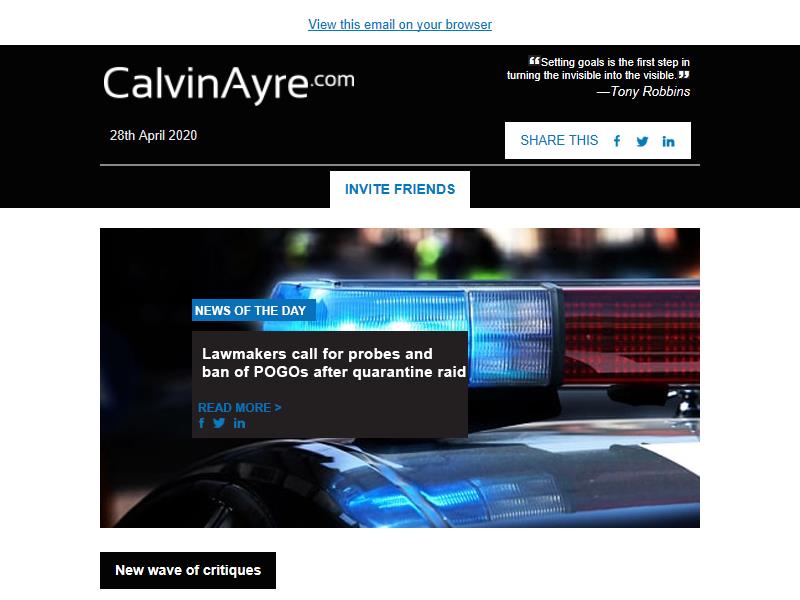 View this email on your browser
CalvinAyre.com
❝Setting goals is the first step in
turning the invisible into the visible.❞
—Tony Robbins
28th April 2020
SHARE THIS
INVITE FRIENDS
NEWS OF THE DAY
Lawmakers call for probes and
ban of POGOs after quarantine raid
READ MORE >
New wave of critiques